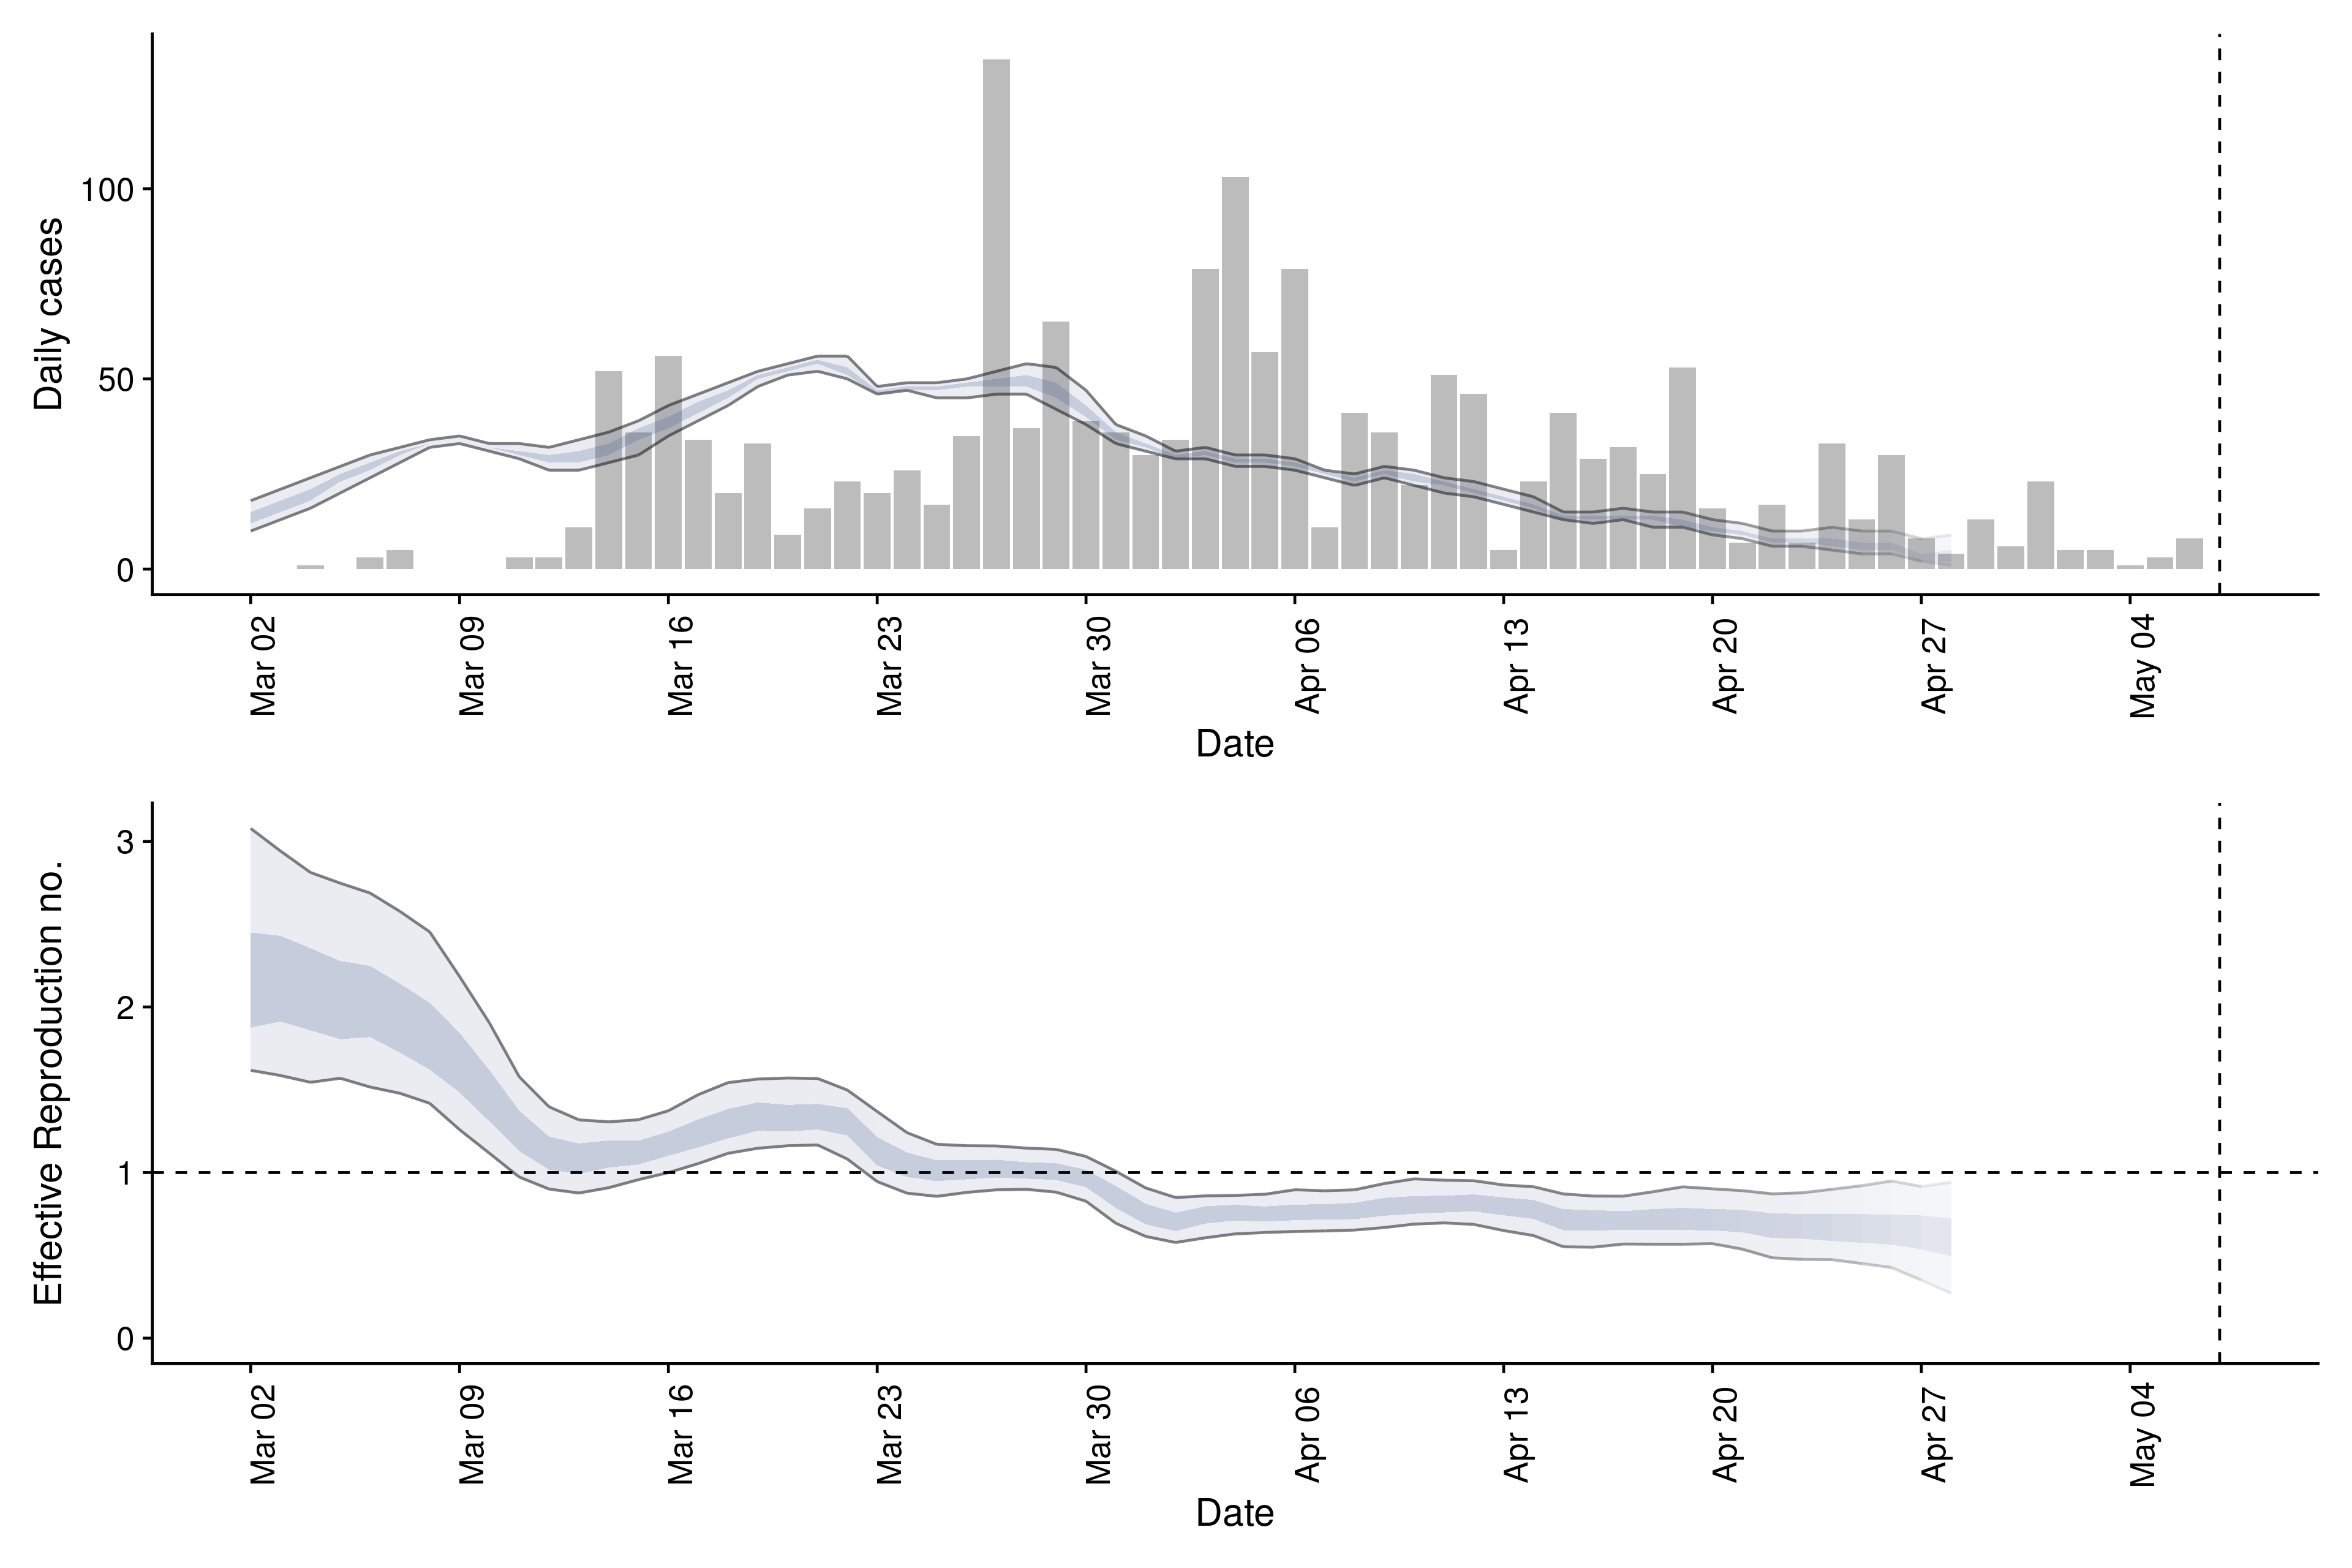 Daily cases
100
50
0
Mar 02
Mar 09
Mar 16
Mar 23
Mar 30
Apr 06
Apr 13
Apr 20
Apr 27
May 04
Date
Effective Reproduction no.
3
2
1
0
Mar 02
Mar 09
Mar 16
Mar 23
Mar 30
Apr 06
Apr 13
Apr 20
Apr 27
May 04
Date